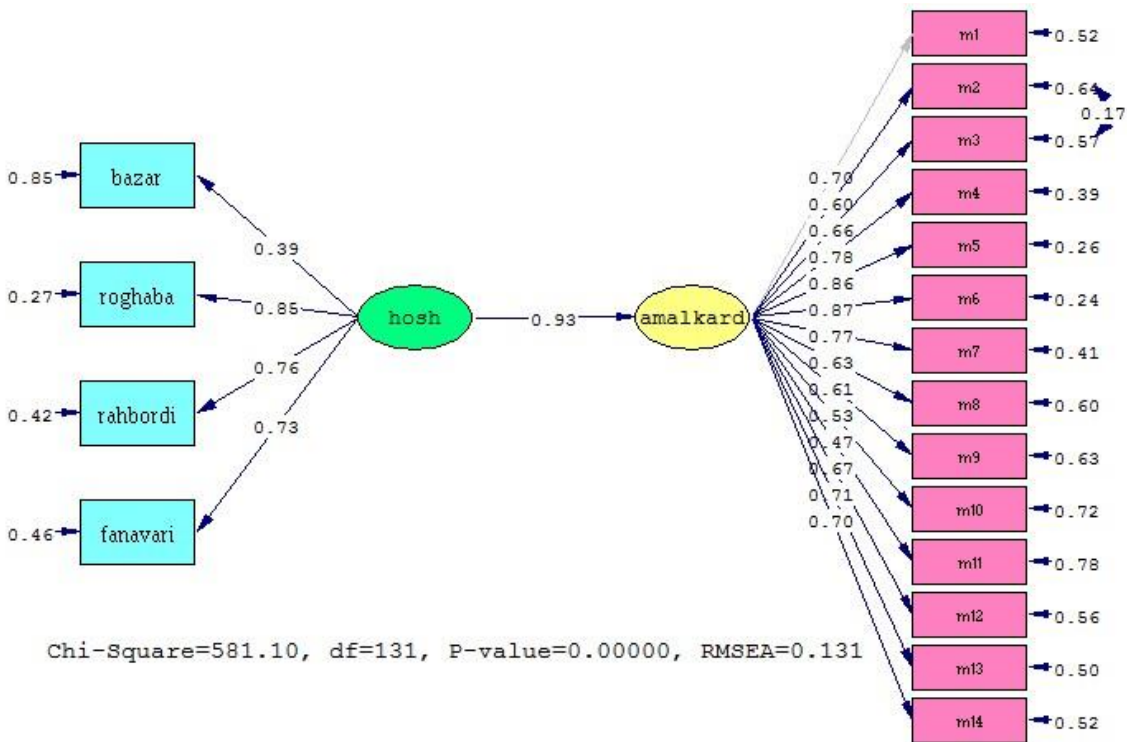 m1
0.52
m2
0.64
0.17
m3
0.57
bazar
0.85
0.70
0.60
m4
0.39
0.66
0.39
m5
0.26
0.78
0.86
roghaba
0.27
0.85
m6
0.24
0.87
hosh
0.93
amalkard
0.77
m7
0.41
0.63
0.76
0.61
m8
0.60
rahbordi
0.42
0.53
0.73
0.47
m9
0.63
0.67
0.71
m10
0.72
0.70
fanavari
0.46
m11
0.78
m12
0.56
Chi-Square=581.10, df=131, P-value=0.00000, RMSEA=0.131
m13
0.50
m14
0.52